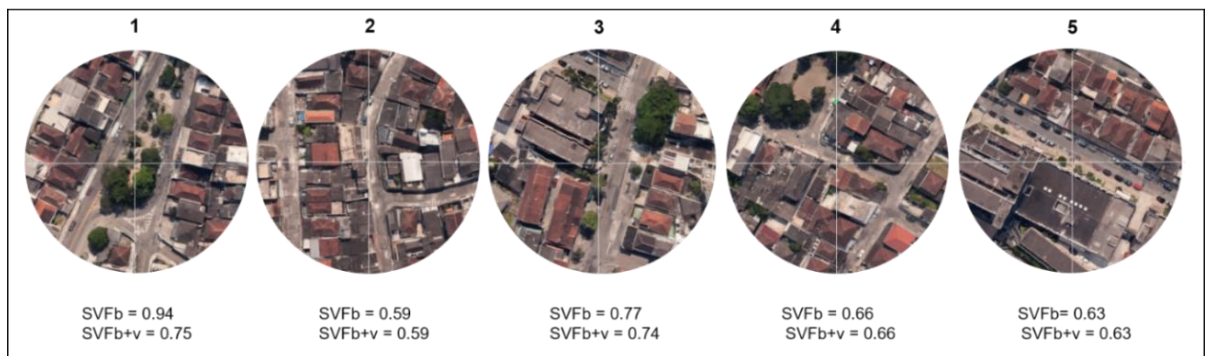 1 2 3 4 5
SVFb = 0.94 SVFb = 0.59 SVFb = 0.77 SVFb = 0.66 SVFb= 0.63
SVFb+v = 0.75 SVFb+v = 0.59 SVFb+v = 0.74 SVFb+v = 0.66 SVFb+v = 0.63